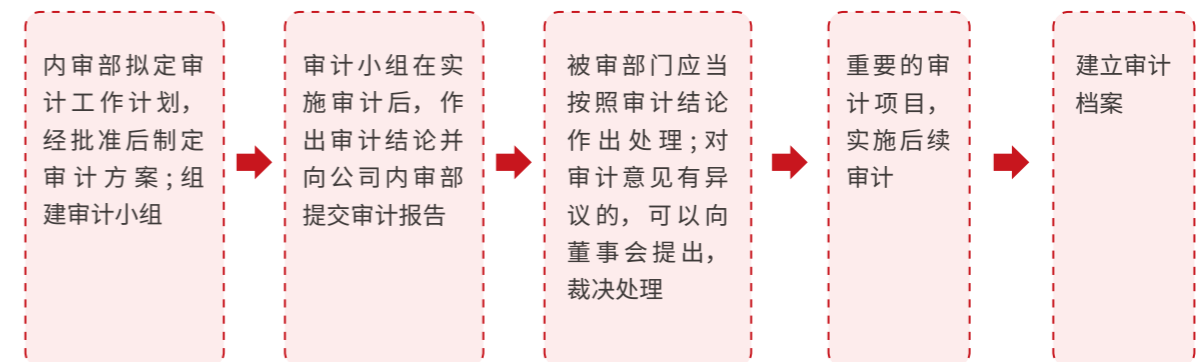 内审部拟定审
计工作计划，
经批准后制定
审计方案；组
建审计小组
审计小组在实
施审计后，作
出审计结论并
向公司内审部
提交审计报告
被审部门应当
按照审计结论
作出处理；对
审计意见有异
议的，可以向
董事会提出，
裁决处理
重要的审
计项目，
实施后续
审计
建立审计
档案